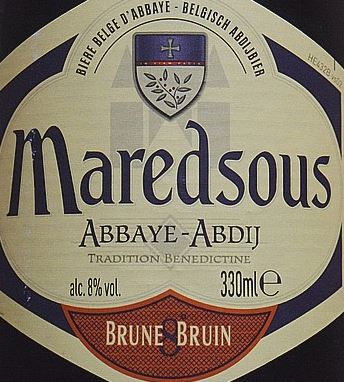 BIERE BELGE D'ABBAYE - BELGISCH ABDIJBIER
Maredsous
ABBAYE-ABDIJ
TRADITION BENEDICTINE
alc. 8% vol.
330ml e
BRUNE 8° BRUIN